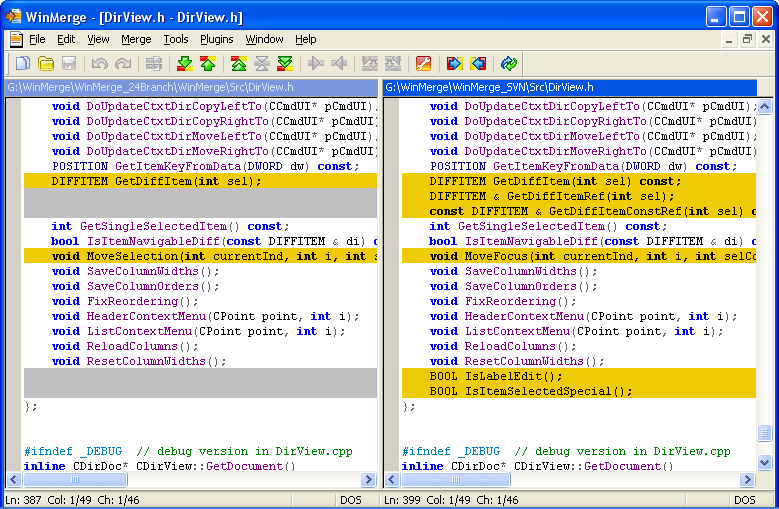 WinMerge - [DirView.h - DirView.h]
File Edit View Merge Tools Plugins Window Help
G:\WinMerge\WinMerge_24Branch\WinMerge\Src\DirView.h
void DoUpdateCtxtDirCopyLeftTo(CCmdUI* pCmdUI)
void DoUpdateCtxtDirCopyRightTo(CCmdUI* pCmdUI)
void DoUpdateCtxtDirMoveLeftTo(CCmdUI* pCmdUI)
void DoUpdateCtxtDirMoveRightTo(CCmdUI* pCmdUI)
POSITION GetItemKeyFromData(DWORD dw) const;
DIFFITEM GetDiffItem(int sel);
int GetSingleSelectedItem() const;
bool IsItemNavigableDiff(const DIFFITEM & di) c
void MoveSelection(int currentInd, int i, int s
void SaveColumnWidths();
void SaveColumnOrders();
void FixReordering();
void HeaderContextMenu(CPoint point, int i);
void ListContextMenu(CPoint point, int i);
void ReloadColumns();
void ResetColumnWidths();
};
#ifndef _DEBUG // debug version in DirView.cpp
inline CDirDoc* CDirView::GetDocument()
Ln: 387 Col: 1/49 Ch: 1/46 DOS
G:\WinMerge\WinMerge_SVN\Src\DirView.h
void DoUpdateCtxtDirCopyLeftTo(CCmdUI* pCmdUI);
void DoUpdateCtxtDirCopyRightTo(CCmdUI* pCmdUI)
void DoUpdateCtxtDirMoveLeftTo(CCmdUI* pCmdUI);
void DoUpdateCtxtDirMoveRightTo(CCmdUI* pCmdUI)
POSITION GetItemKeyFromData(DWORD dw) const;
DIFFITEM GetDiffItem(int sel) const;
DIFFITEM & GetDiffItemRef(int sel);
const DIFFITEM & GetDiffItemConstRef(int sel) c
int GetSingleSelectedItem() const;
bool IsItemNavigableDiff(const DIFFITEM & di) c
void MoveFocus(int currentInd, int i, int selCo
void SaveColumnWidths();
void SaveColumnOrders();
void FixReordering();
void HeaderContextMenu(CPoint point, int i);
void ListContextMenu(CPoint point, int i);
void ReloadColumns();
void ResetColumnWidths();
BOOL IsLabelEdit();
BOOL IsItemSelectedSpecial();
};
#ifndef _DEBUG // debug version in DirView.cpp
inline CDirDoc* CDirView::GetDocument()
Ln: 399 Col: 1/49 Ch: 1/46 DOS